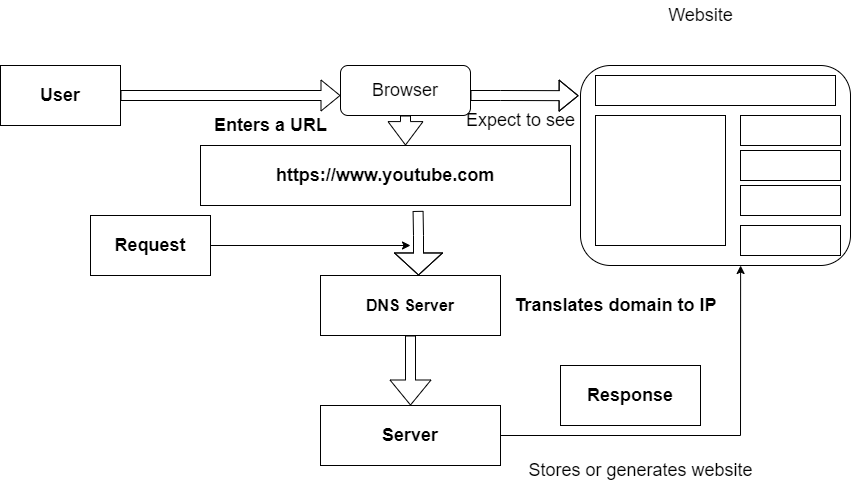 Website
User
Browser
Enters a URL
Expect to see
https://www.youtube.com
Request
DNS Server
Translates domain to IP
Response
Server
Stores or generates website